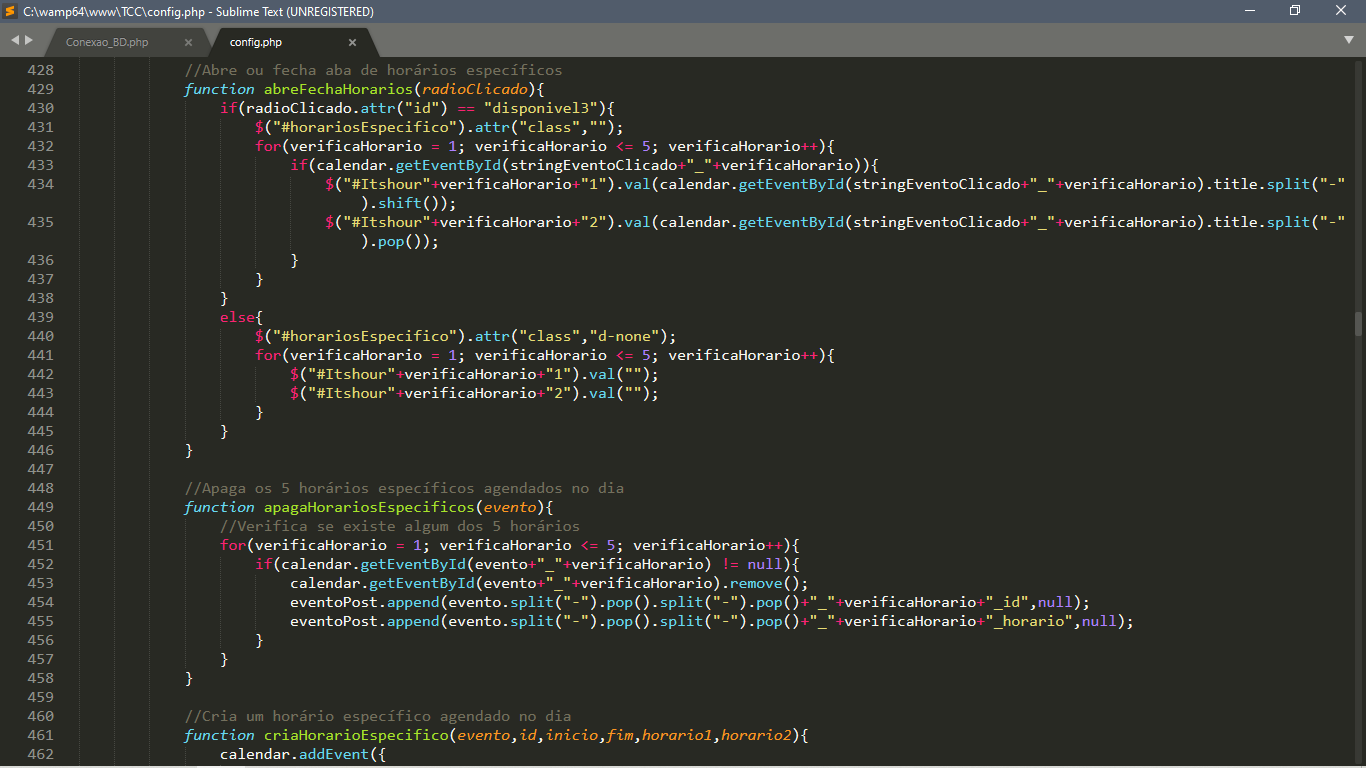 C:\wamp64\www\TCC\config.php - Sublime Text (UNREGISTERED)
Conexao_BD.php
config.php
428 //Abre ou fecha aba de horários específicos
429 function abreFechaHorarios(radioClicado){
430 if(radioClicado.attr("id") == "disponivel3"){
431 $("#horariosEspecifico").attr("class","");
432 for(verificaHorario = 1; verificaHorario <= 5; verificaHorario++){
433 if(calendar.getEventById(stringEventoClicado+"_"+verificaHorario)){
434 $("#Itshour"+verificaHorario+"1").val(calendar.getEventById(stringEventoClicado+"_"+verificaHorario).title.split("-"
).shift());
435 $("#Itshour"+verificaHorario+"2").val(calendar.getEventById(stringEventoClicado+"_"+verificaHorario).title.split("-"
).pop());
436 }
437 }
438 }
439 else{
440 $("#horariosEspecifico").attr("class","d-none");
441 for(verificaHorario = 1; verificaHorario <= 5; verificaHorario++){
442 $("#Itshour"+verificaHorario+"1").val("");
443 $("#Itshour"+verificaHorario+"2").val("");
444 }
445 }
446 }
447
448 //Apaga os 5 horários específicos agendados no dia
449 function apagaHorariosEspecificos(evento){
450 //Verifica se existe algum dos 5 horários
451 for(verificaHorario = 1; verificaHorario <= 5; verificaHorario++){
452 if(calendar.getEventById(evento+"_"+verificaHorario) != null){
453 calendar.getEventById(evento+"_"+verificaHorario).remove();
454 eventoPost.append(evento.split("-").pop().split("-").pop()+"_"+verificaHorario+"_id",null);
455 eventoPost.append(evento.split("-").pop().split("-").pop()+"_"+verificaHorario+"_horario",null);
456 }
457 }
458 }
459
460 //Cria um horário específico agendado no dia
461 function criaHorarioEspecifico(evento,id,inicio,fim,horario1,horario2){
462 calendar.addEvent({